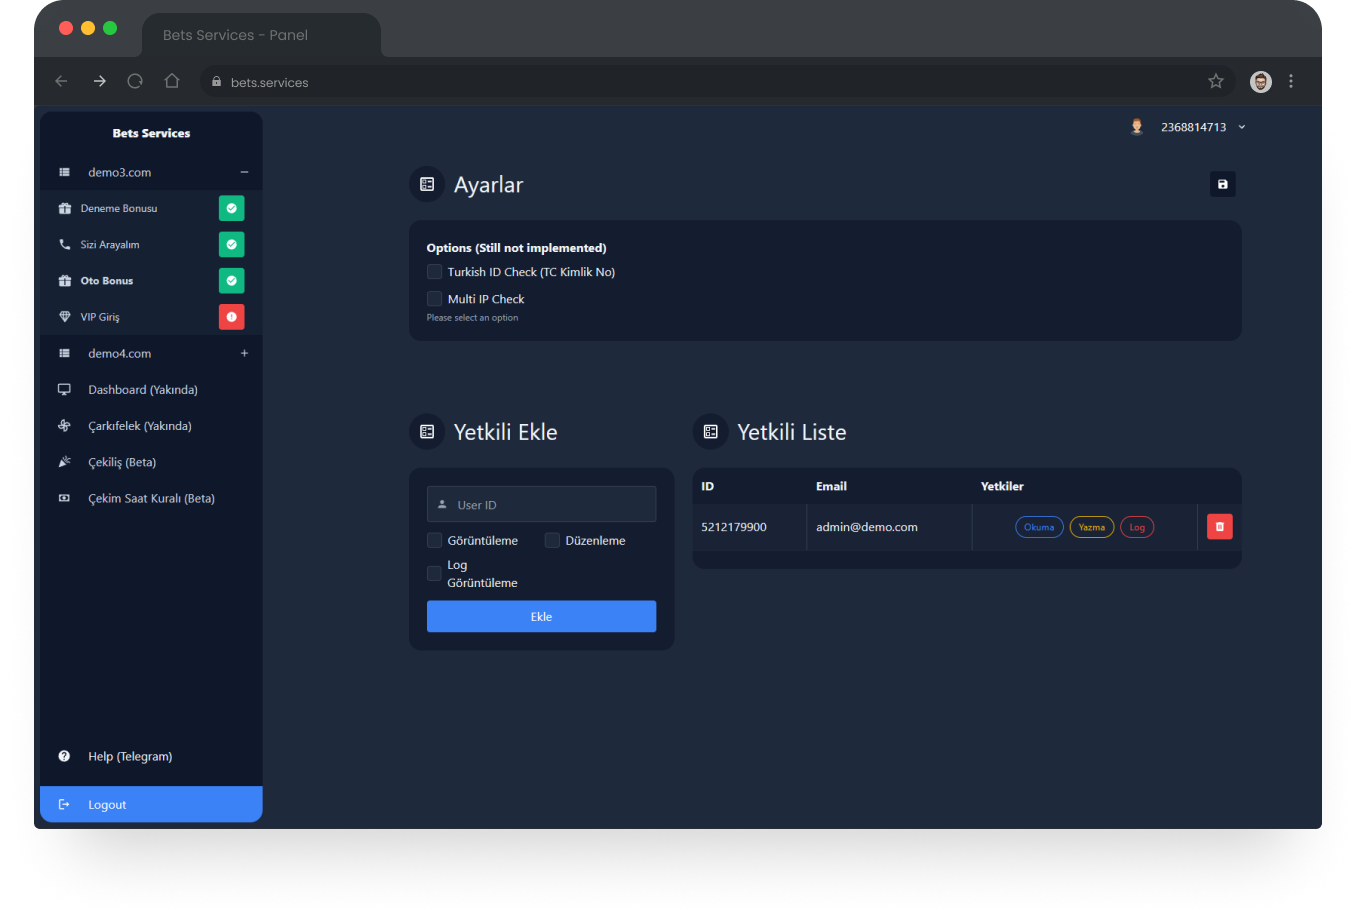 Bets Services - Panel
bets.services
Bets Services
demo3.com
Deneme Bonusu
Sizi Arayalım
Oto Bonus
VIP Giriş
demo4.com
Dashboard (Yakında)
Çarkıfelek (Yakında)
Çekiliş (Beta)
Çekim Saat Kuralı (Beta)
Help (Telegram)
Logout
2368814713
Ayarlar
Options (Still not implemented)
Turkish ID Check (TC Kimlik No)
Multi IP Check
Please select an option
Yetkili Ekle
User ID
Görüntüleme Düzenleme
Log
Görüntüleme
Ekle
Yetkili Liste
ID Email Yetkiler
5212179900 admin@demo.com Okuma Yazma Log